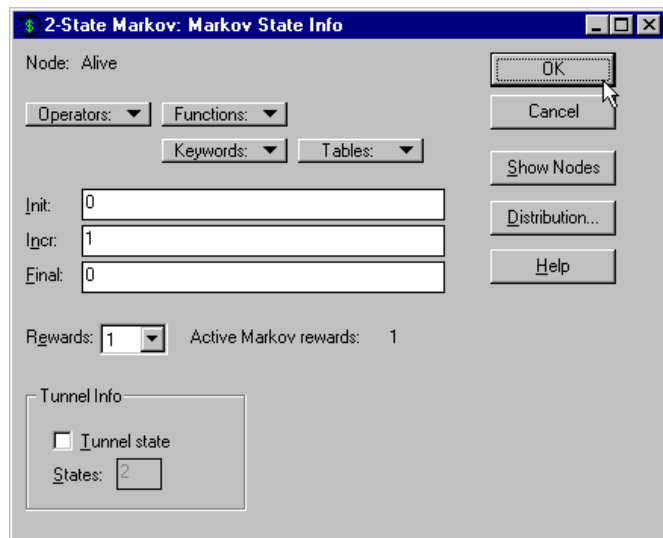 $ 2-State Markov: Markov State Info
Node: Alive
OK
Operators: Functions:
Cancel
Keywords: Tables:
Show Nodes
Init: 0
Distribution...
Incr: 1
Final: 0
Help
Rewards: 1 Active Markov rewards: 1
Tunnel Info
Tunnel state
States: 2